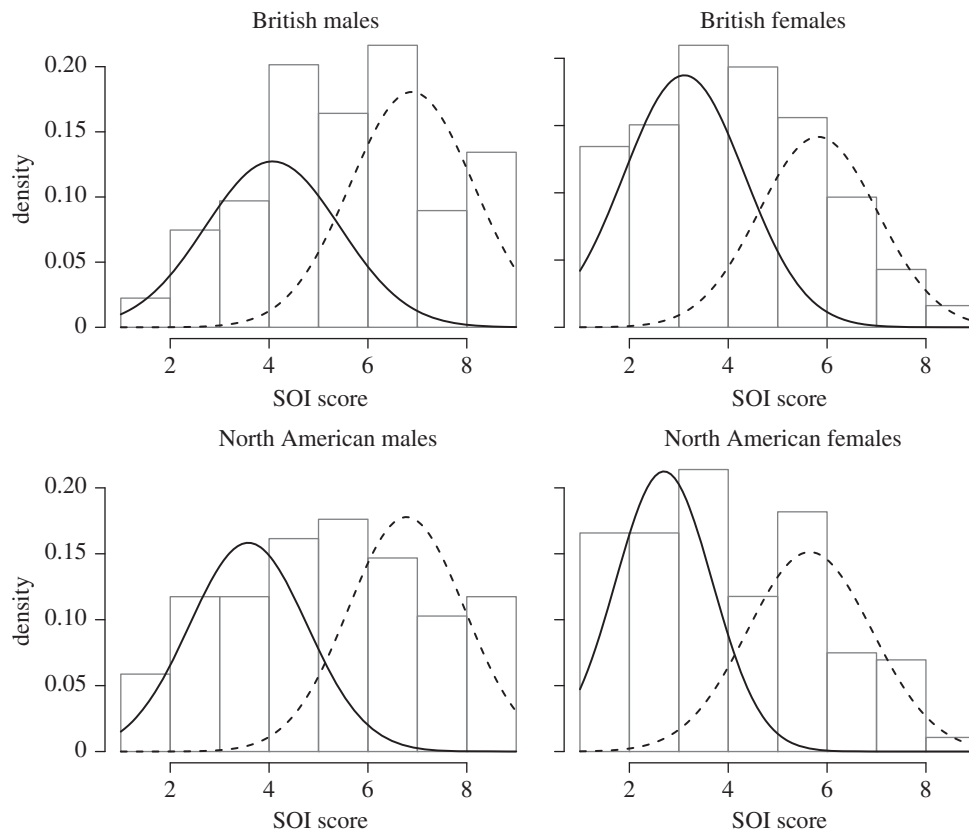 British males
British females
0.20
0.15
0.10
0.05
0
density
2 4 6 8
2 4 6 8
SOI score
SOI score
North American males
North American females
0.20
0.15
0.10
0.05
0
density
2 4 6 8
2 4 6 8
SOI score
SOI score